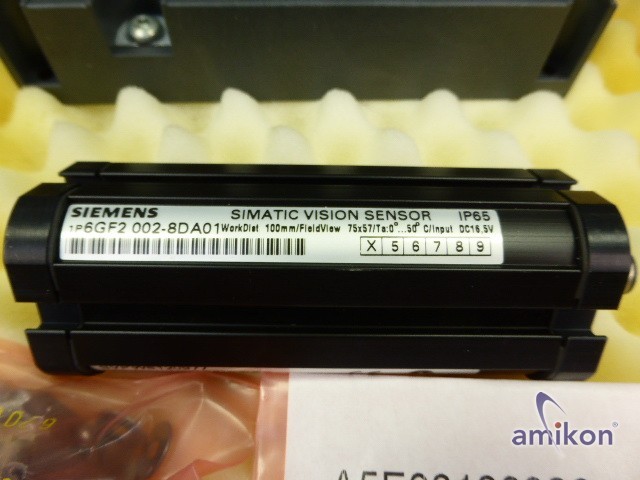 SIEMENS SIMATIC VISION SENSOR IP65
1P6GF2 002-8DA01 WorkDist 100mm/FieldView 75x57/Ta:0°...50° C/Input DC16.5V
X 5 6 7 8 9
amikon